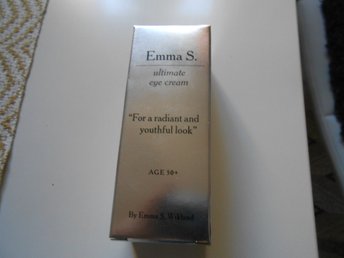 Emma S.
ultimate
eye cream
"For a radiant and
youthful look"
AGE 30+
By Emma S. Wiklund